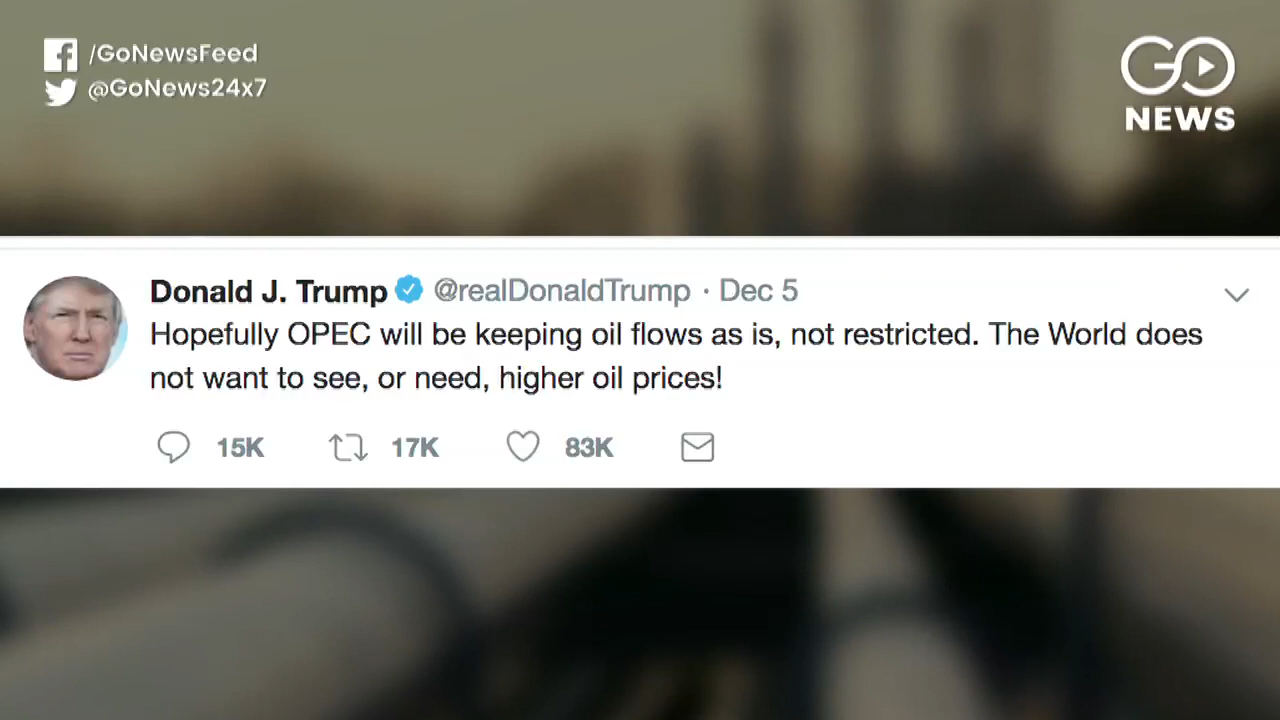 /GoNewsFeed
@GoNews24x7
GO
NEWS
Donald J. Trump @realDonaldTrump · Dec 5
Hopefully OPEC will be keeping oil flows as is, not restricted. The World does
not want to see, or need, higher oil prices!
15K 17K 83K